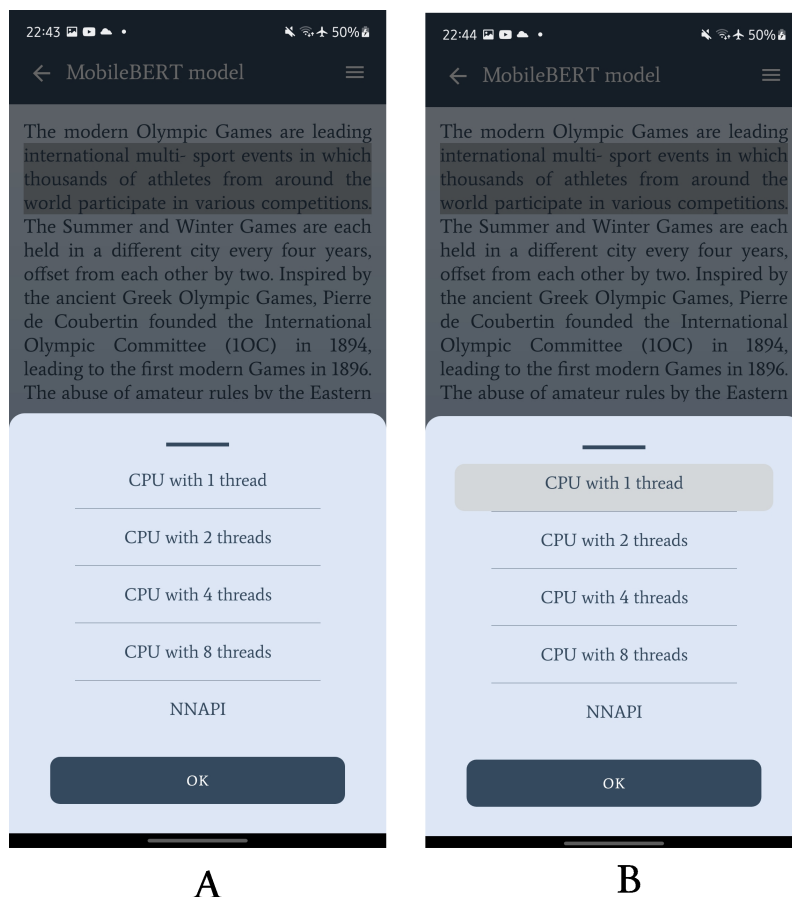 22:43 50%
MobileBERT model
The modern Olympic Games are leading
international multi- sport events in which
thousands of athletes from around the
world participate in various competitions.
The Summer and Winter Games are each
held in a different city every four years,
offset from each other by two. Inspired by
the ancient Greek Olympic Games, Pierre
de Coubertin founded the International
Olympic Committee (1OC) in 1894,
leading to the first modern Games in 1896.
The abuse of amateur rules by the Eastern
CPU with 1 thread
CPU with 2 threads
CPU with 4 threads
CPU with 8 threads
NNAPI
OK
A
22:44 50%
MobileBERT model
The modern Olympic Games are leading
international multi- sport events in which
thousands of athletes from around the
world participate in various competitions.
The Summer and Winter Games are each
held in a different city every four years,
offset from each other by two. Inspired by
the ancient Greek Olympic Games, Pierre
de Coubertin founded the International
Olympic Committee (1OC) in 1894,
leading to the first modern Games in 1896.
The abuse of amateur rules by the Eastern
CPU with 1 thread
CPU with 2 threads
CPU with 4 threads
CPU with 8 threads
NNAPI
OK
B